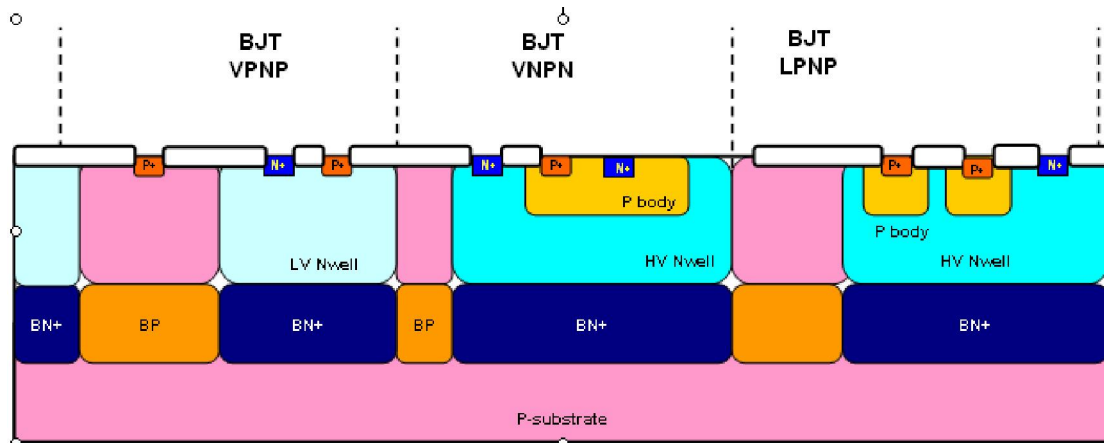 BJT
VPNP
BJT
VNPN
BJT
LPNP
P+
N+
P+
N+
P+
N+
P+
P+
N+
P body
P body
LV Nwell
HV Nwell
HV Nwell
BN+
BP
BN+
BP
BN+
BN+
P-substrate